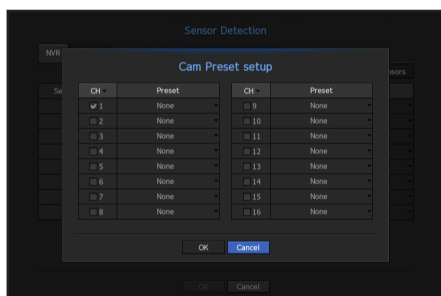 Sensor Detection
NVR
Cam Preset setup
CH Preset CH Preset
1 None 9 None
2 None 10 None
3 None 11 None
4 None 12 None
5 None 13 None
6 None 14 None
7 None 15 None
8 None 16 None
OK Cancel
OK Cancel